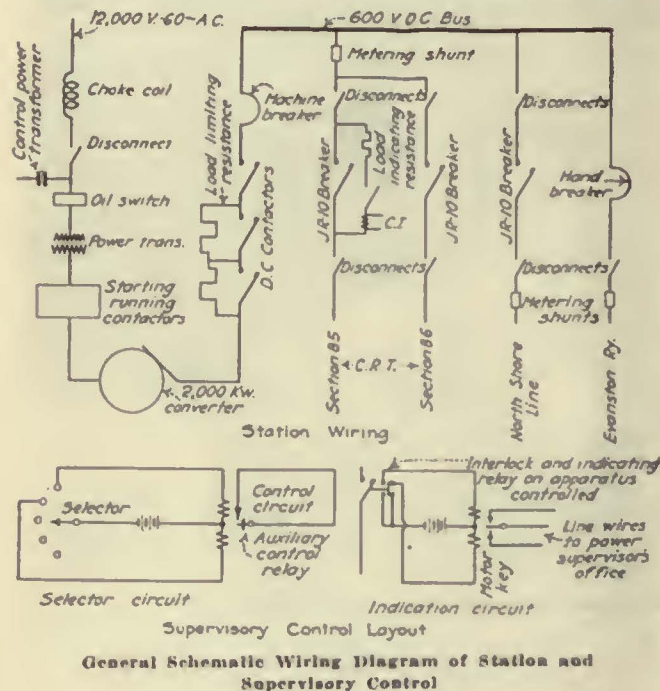 12,000 V.-60~A.C.
600 V DC Bus
Control power
transformer
Choke coil
Disconnect
Oil switch
Power trans.
Starting
running
contactors
2,000 Kw.
converter
Load limiting
resistance
Machine
breaker
D.C Contactors
Metering shunt
Disconnects
JR-10 Breaker
Load
indicating
resistance
C.I
JR-10 Breaker
Disconnects
Section 85
C.R.T.
Section 86
Disconnects
JR-10 Breaker
Hand
breaker
Disconnects
Metering
shunts
North Shore
Line
Evanston Ry.
Station Wiring
Selector
Control
circuit
Auxiliary
control
relay
Selector circuit
Interlock and indicating
relay on apparatus
controlled
Motor
key
Line wires
to power
supervisor's
office
Indication circuit
Supervisory Control Layout
General Schematic Wiring Diagram of Station and
Supervisory Control